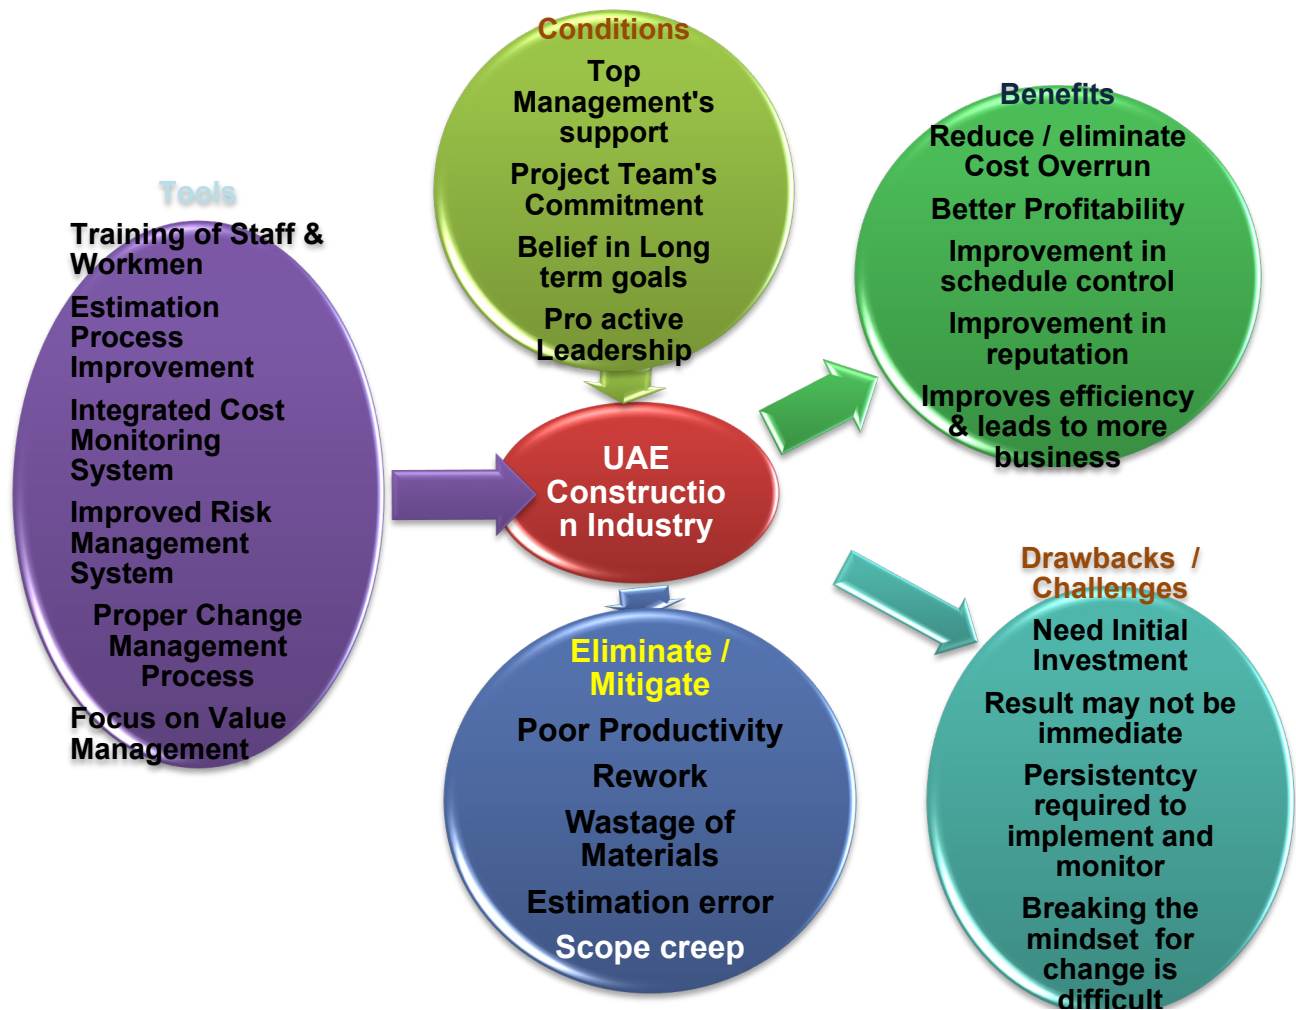 Conditions
Top
Management's
support
Project Team's
Commitment
Belief in Long
term goals
Pro active
Leadership
Benefits
Reduce / eliminate
Cost Overrun
Better Profitability
Improvement in
schedule control
Improvement in
reputation
Improves efficiency
& leads to more
business
Tools
Training of Staff &
Workmen
Estimation
Process
Improvement
Integrated Cost
Monitoring
System
Improved Risk
Management
System
Proper Change
Management
Process
Focus on Value
Management
UAE
Constructio
n Industry
Eliminate /
Mitigate
Poor Productivity
Rework
Wastage of
Materials
Estimation error
Scope creep
Drawbacks /
Challenges
Need Initial
Investment
Result may not be
immediate
Persistentcy
required to
implement and
monitor
Breaking the
mindset for
change is
difficult